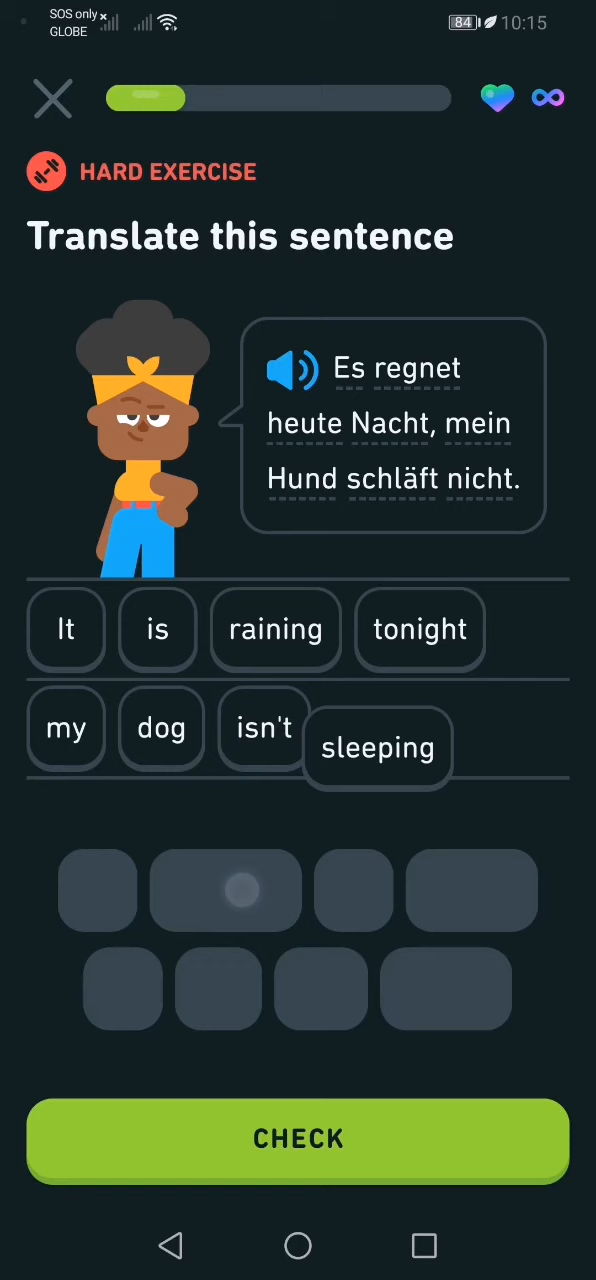 SOS only
GLOBE
84
10:15
HARD EXERCISE
Translate this sentence
Es regnet
heute Nacht, mein
Hund schläft nicht.
It is raining tonight
my dog isn't sleeping
CHECK